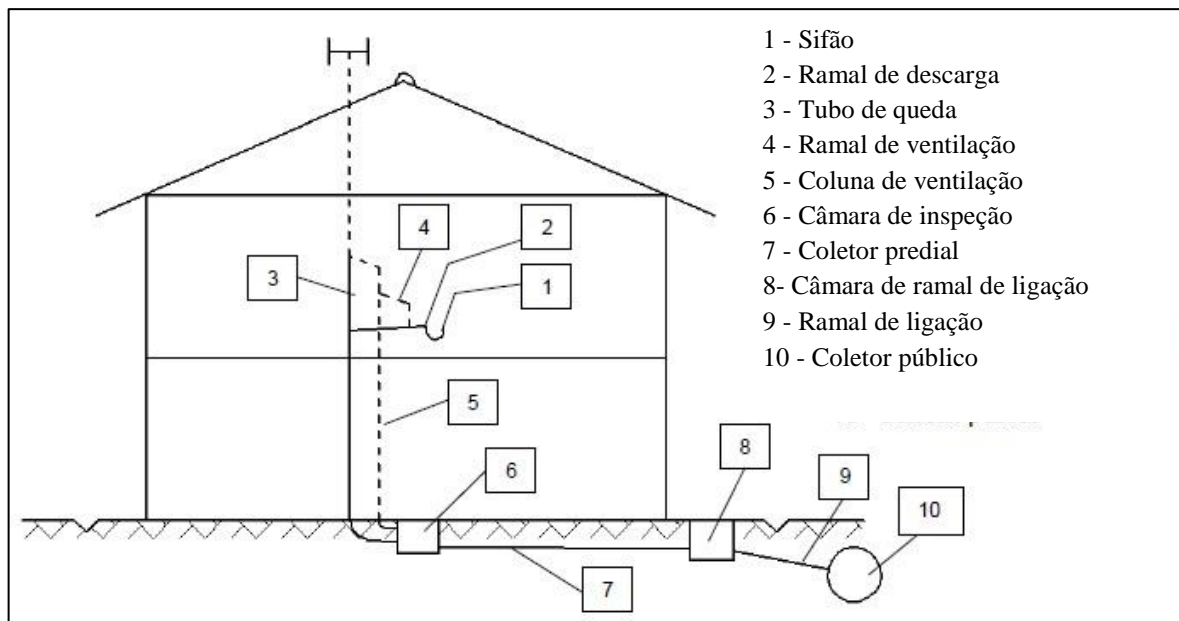 1 - Sifão
2 - Ramal de descarga
3 - Tubo de queda
4 - Ramal de ventilação
5 - Coluna de ventilação
6 - Câmara de inspeção
7 - Coletor predial
8- Câmara de ramal de ligação
9 - Ramal de ligação
10 - Coletor público
4
2
3
1
5
6
8
9
10
7